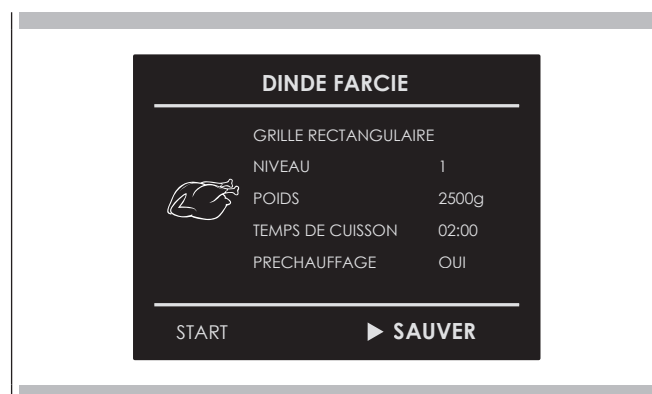 DINDE FARCIE
GRILLE RECTANGULAIRE
NIVEAU 1
POIDS 2500g
TEMPS DE CUISSON 02:00
PRECHAUFFAGE OUI
START ▶ SAUVER